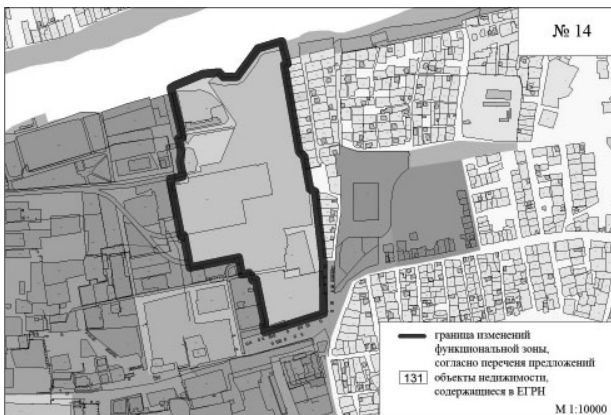 № 14
граница изменений
функциональной зоны,
согласно перечня предложений
131 объекты недвижимости,
содержащиеся в ЕГРН
М 1:10000